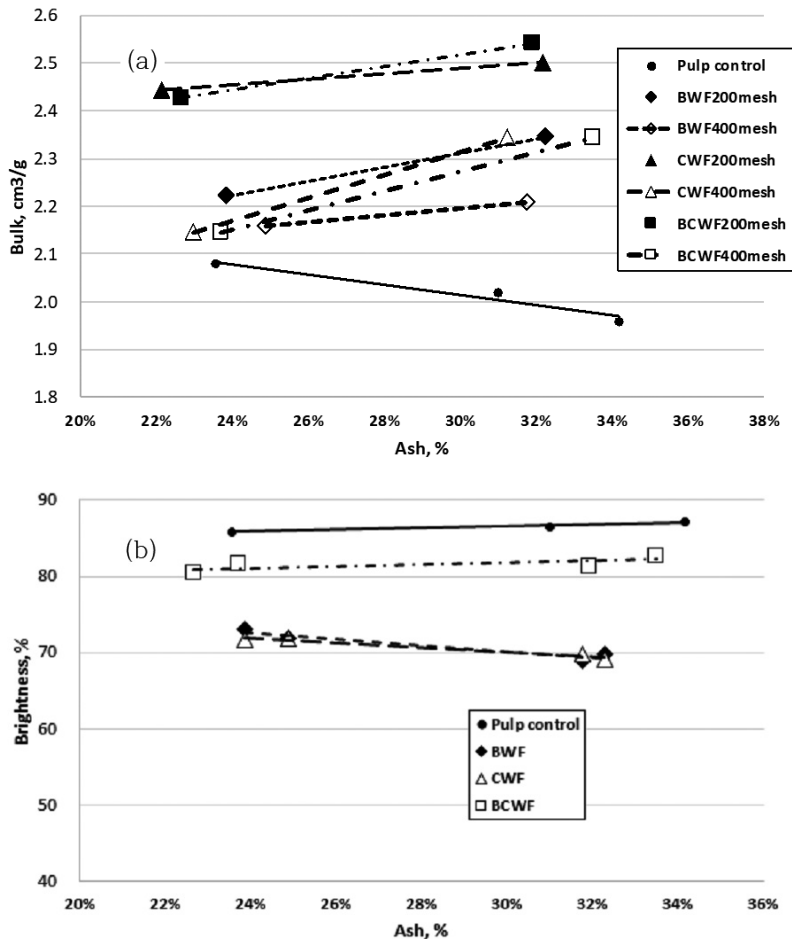 (a)
Bulk, cm3/g
2.6
2.5
2.4
2.3
2.2
2.1
2.0
1.9
1.8
20% 22% 24% 26% 28% 30% 32% 34% 36% 38%
Ash, %
Pulp control
BWF200mesh
BWF400mesh
CWF200mesh
CWF400mesh
BCWF200mesh
BCWF400mesh
(b)
Brightness, %
90
80
70
60
50
40
20% 22% 24% 26% 28% 30% 32% 34% 36%
Ash, %
Pulp control
BWF
CWF
BCWF